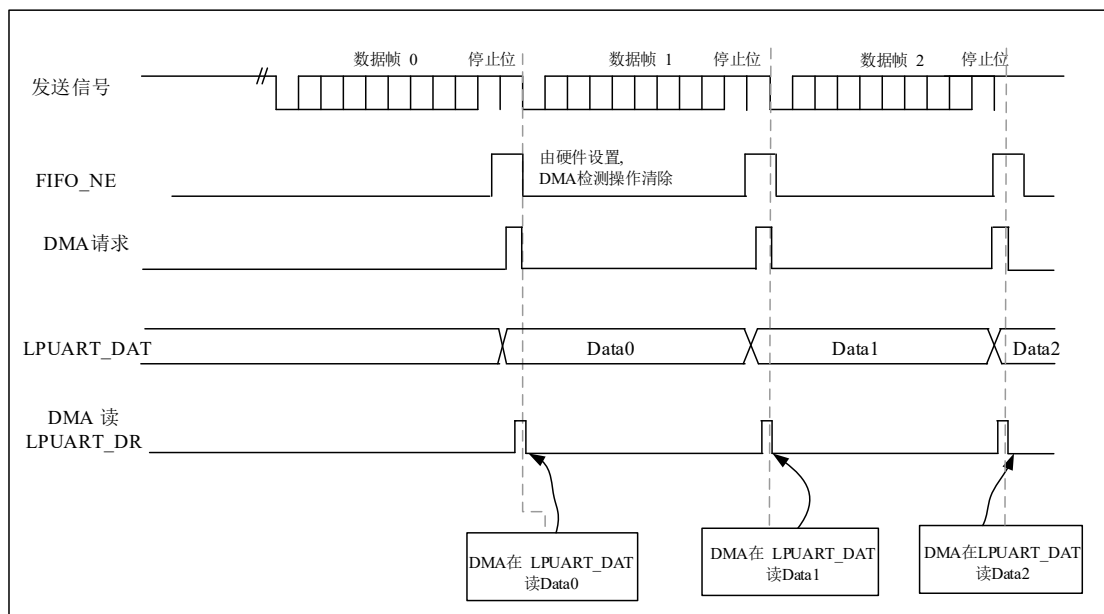 数据帧 0
停止位
数据帧 1
停止位
数据帧 2
停止位
发送信号
由硬件设置,
DMA检测操作清除
FIFO_NE
DMA请求
LPUART_DAT
Data0
Data1
Data2
DMA 读
LPUART_DR
DMA在 LPUART_DAT
读Data0
DMA在 LPUART_DAT
读Data1
DMA在LPUART_DAT
读Data2